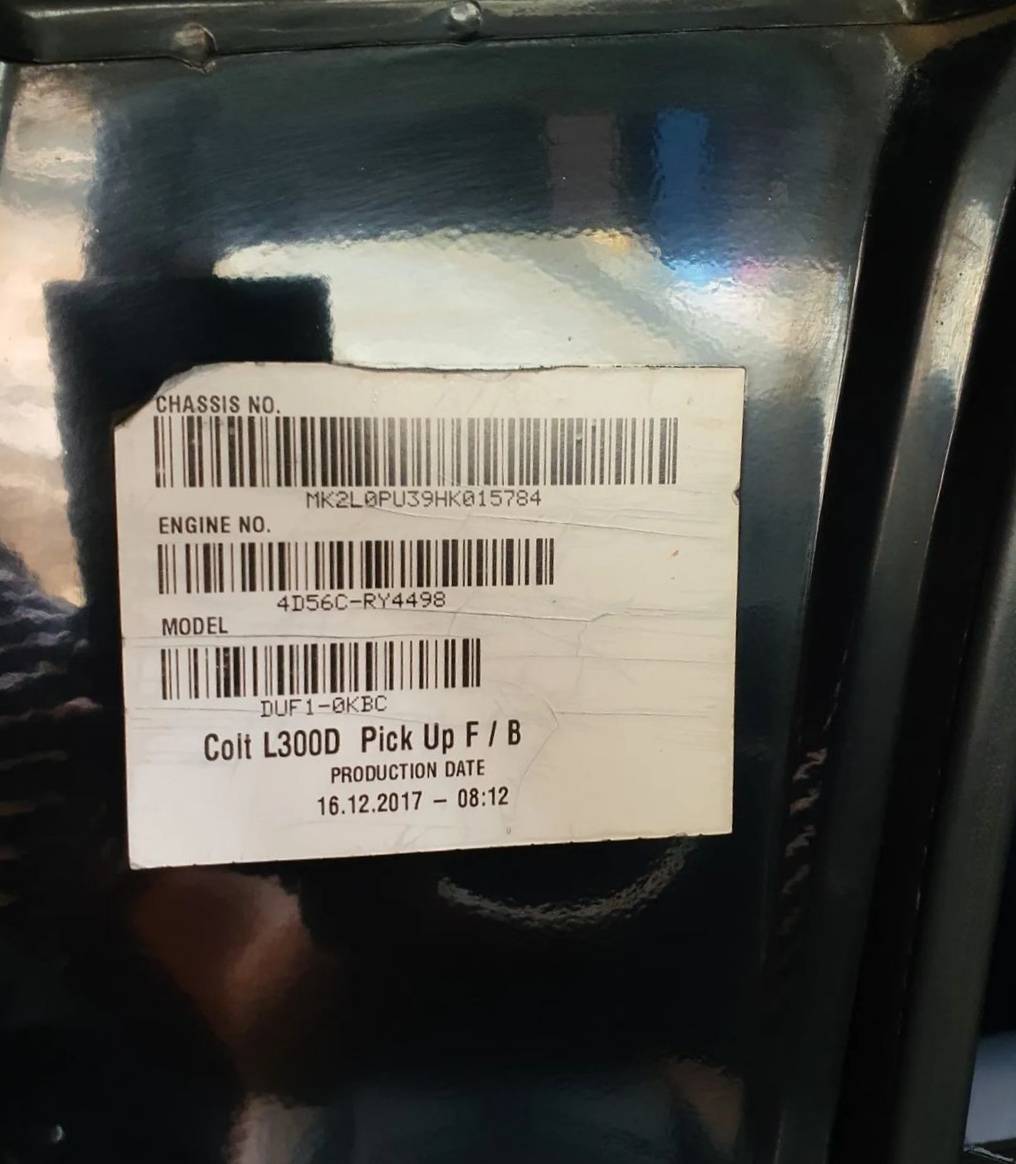 CHASSIS NO.
MK2L0PU39HK015784
ENGINE NO.
4D56C-RY4498
MODEL
DUF1-0KBC
Colt L300D Pick Up F / B
PRODUCTION DATE
16.12.2017 – 08:12